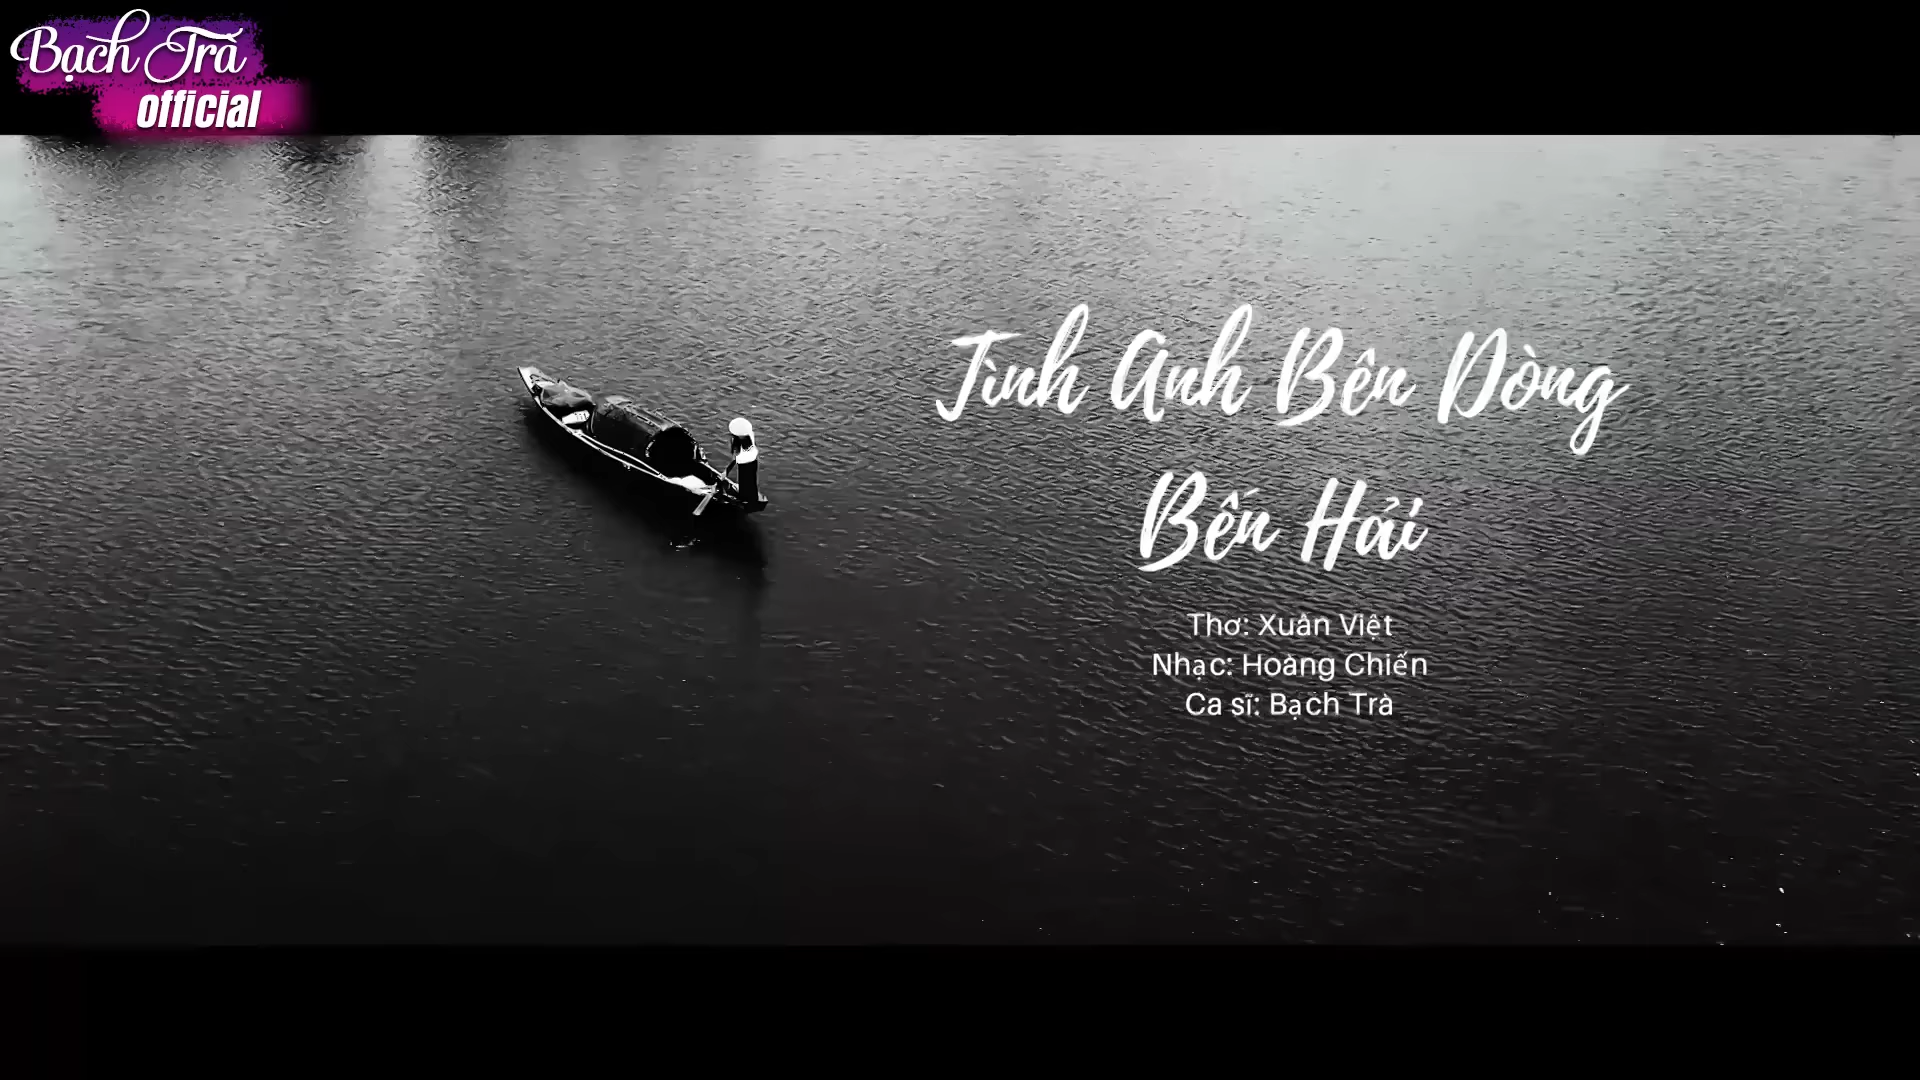 Bạch Trà
official
Tình Anh Bên Dòng
Bến Hải
Thơ: Xuân Việt
Nhạc: Hoàng Chiến
Ca sĩ: Bạch Trà